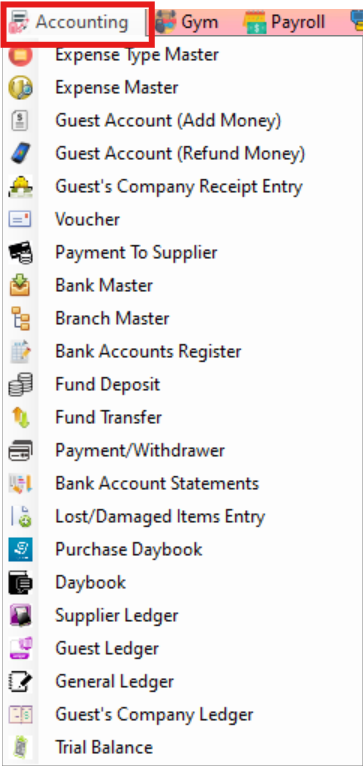 Accounting Gym Payroll
Expense Type Master
Expense Master
Guest Account (Add Money)
Guest Account (Refund Money)
Guest's Company Receipt Entry
Voucher
Payment To Supplier
Bank Master
Branch Master
Bank Accounts Register
Fund Deposit
Fund Transfer
Payment/Withdrawer
Bank Account Statements
Lost/Damaged Items Entry
Purchase Daybook
Daybook
Supplier Ledger
Guest Ledger
General Ledger
Guest's Company Ledger
Trial Balance